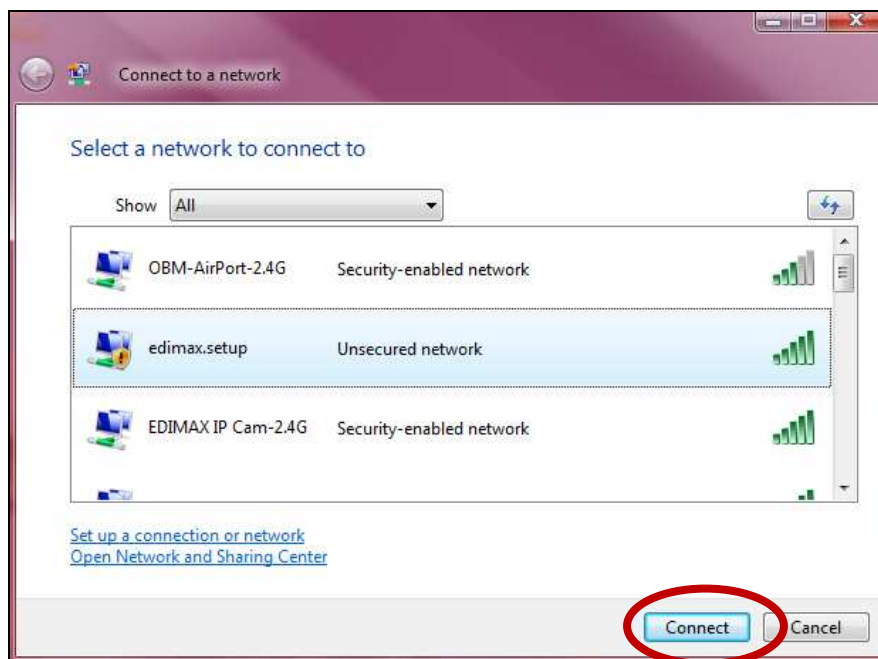 Connect to a network
Select a network to connect to
Show All
OBM-AirPort-2.4G Security-enabled network
edimax.setup Unsecured network
EDIMAX IP Cam-2.4G Security-enabled network
Set up a connection or network
Open Network and Sharing Center
Connect Cancel